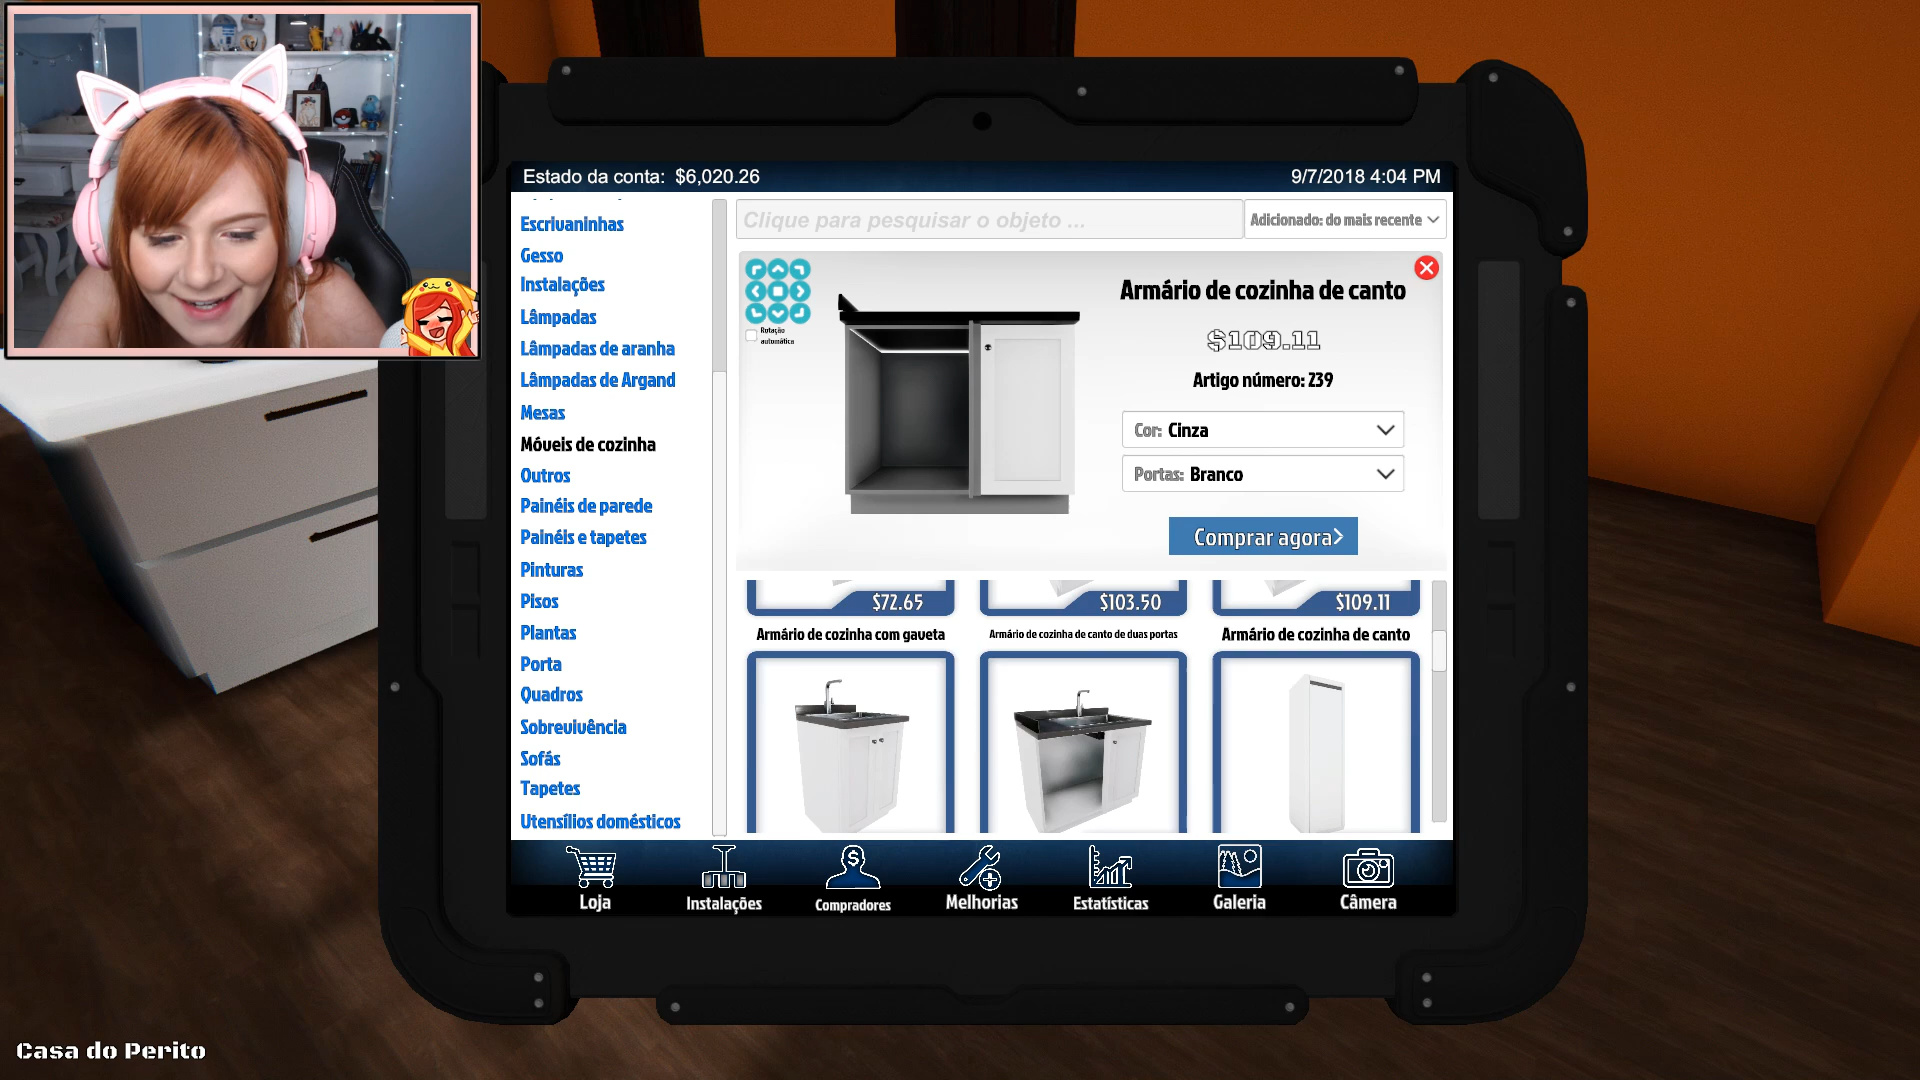 Estado da conta: $6,020.26
9/7/2018 4:04 PM
Escrivaninhas
Gesso
Instalações
Lâmpadas
Lâmpadas de aranha
Lâmpadas de Argand
Mesas
Móveis de cozinha
Outros
Painéis de parede
Painéis e tapetes
Pinturas
Pisos
Plantas
Porta
Quadros
Sobrevivência
Sofás
Tapetes
Utensílios domésticos
Clique para pesquisar o objeto ...
Adicionado: do mais recente
Rotação
automática
Armário de cozinha de canto
$109.11
Artigo número: 239
Cor: Cinza
Portas: Branco
Comprar agora>
$72.65
$103.50
$109.11
Armário de cozinha com gaveta
Armário de cozinha de canto de duas portas
Armário de cozinha de canto
Loja
Instalações
Compradores
Melhorias
Estatísticas
Galeria
Câmera
Casa do Perito